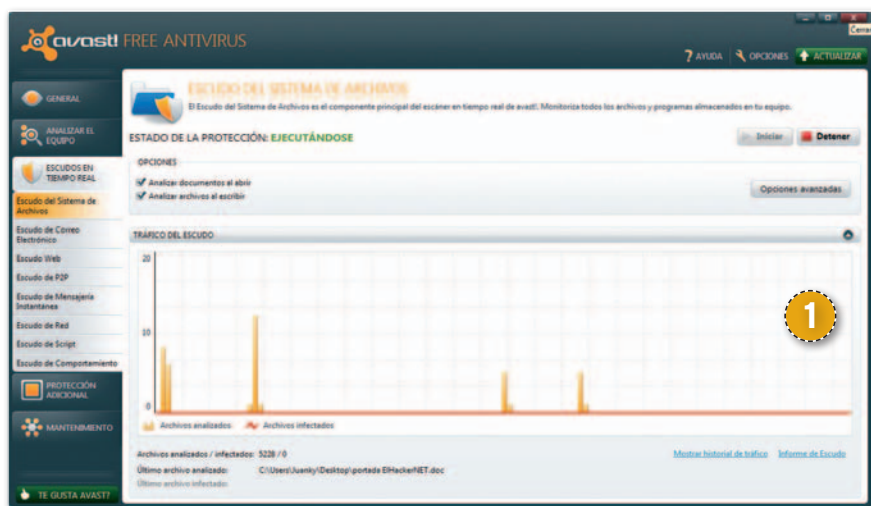 avast! FREE ANTIVIRUS
Cerrar
AYUDA
OPCIONES
ACTUALIZAR
GENERAL
ANALIZAR EL
EQUIPO
ESCUDOS EN
TIEMPO REAL
Escudo del Sistema de
Archivos
Escudo de Correo
Electrónico
Escudo Web
Escudo de P2P
Escudo de Mensajería
Instantánea
Escudo de Red
Escudo de Script
Escudo de Comportamiento
PROTECCIÓN
ADICIONAL
MANTENIMIENTO
TE GUSTA AVAST?
ESCUDO DEL SISTEMA DE ARCHIVOS
El Escudo del Sistema de Archivos es el componente principal del escáner en tiempo real de avast!. Monitoriza todos los archivos y programas almacenados en tu equipo.
ESTADO DE LA PROTECCIÓN: EJECUTÁNDOSE
Iniciar
Detener
OPCIONES
Analizar documentos al abrir
Analizar archivos al escribir
Opciones avanzadas
TRÁFICO DEL ESCUDO
20
10
0
1
Archivos analizados
Archivos infectados
Archivos analizados / infectados: 5228 / 0
Mostrar historial de tráfico
Informe de Escudo
Último archivo analizado: C:\Users\Juanky\Desktop\portada ElHackerNET.doc
Último archivo infectado: